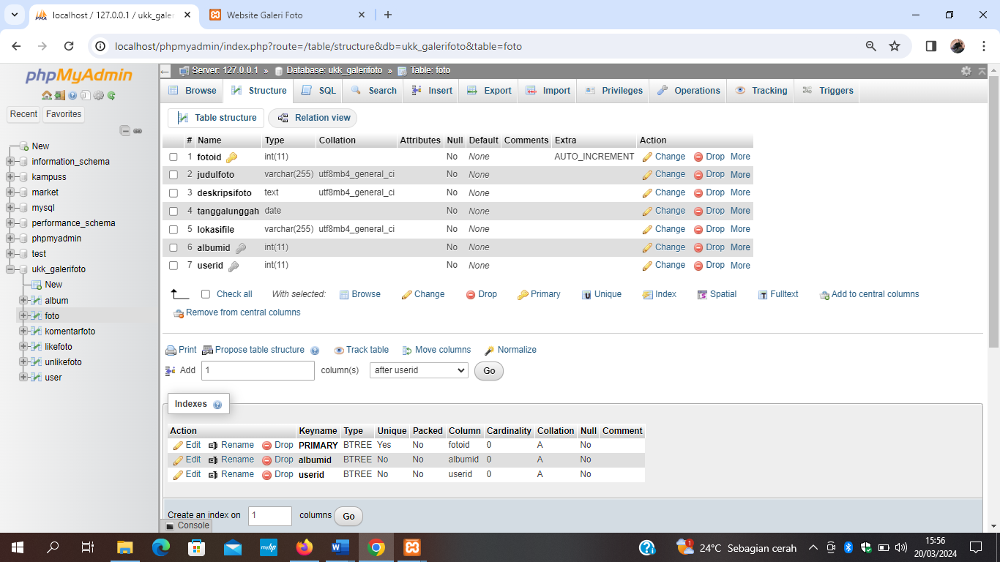 localhost / 127.0.0.1 / ukk_galer
Website Galeri Foto
localhost/phpmyadmin/index.php?route=/table/structure&db=ukk_galerifoto&table=foto
phpMyAdmin
Recent Favorites
New
information_schema
kampuss
market
mysql
performance_schema
phpmyadmin
test
ukk_galerifoto
New
album
foto
komentarfoto
likefoto
unlikefoto
user
Server: 127.0.0.1 » Database: ukk_galerifoto » Table: foto
Browse Structure SQL Search Insert Export Import Privileges Operations Tracking Triggers
Table structure Relation view
# Name Type Collation Attributes Null Default Comments Extra Action
1 fotoid int(11) No None AUTO_INCREMENT Change Drop More
2 judulfoto varchar(255) utf8mb4_general_ci No None Change Drop More
3 deskripsifoto text utf8mb4_general_ci No None Change Drop More
4 tanggalunggah date No None Change Drop More
5 lokasifile varchar(255) utf8mb4_general_ci No None Change Drop More
6 albumid int(11) No None Change Drop More
7 userid int(11) No None Change Drop More
Check all With selected: Browse Change Drop Primary Unique Index Spatial Fulltext Add to central columns
Remove from central columns
Print Propose table structure Track table Move columns Normalize
Add 1 column(s) after userid Go
Indexes
Action Keyname Type Unique Packed Column Cardinality Collation Null Comment
Edit Rename Drop PRIMARY BTREE Yes No fotoid 0 A No
Edit Rename Drop albumid BTREE No No albumid 0 A No
Edit Rename Drop userid BTREE No No userid 0 A No
Create an index on 1 columns Go
Console
24°C Sebagian cerah
15:56
20/03/2024